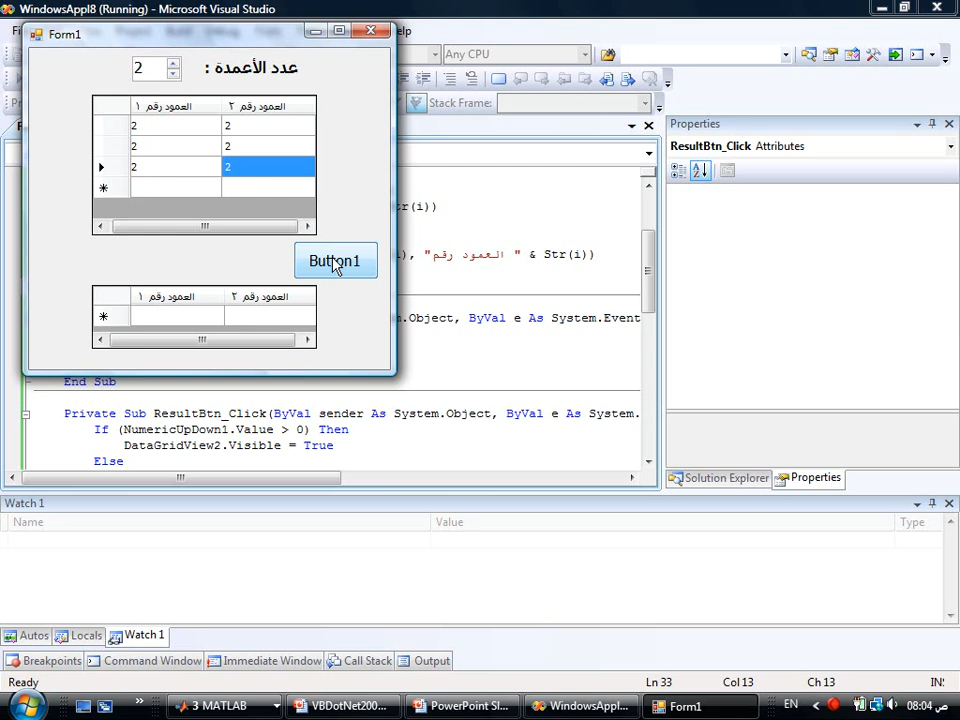 WindowsAppl8 (Running) - Microsoft Visual Studio
Form1
elp
2
عدد الأعمدة :
Any CPU
Stack Frame:
العمود رقم ١
العمود رقم ٢
2 2
2 2
2 2
Button1
العمود رقم ١
العمود رقم ٢
tr(i))
), "العمود رقم " & Str(i))
m.Object, ByVal e As System.Event
End Sub
Private Sub ResultBtn_Click(ByVal sender As System.Object, ByVal e As System.
If (NumericUpDown1.Value > 0) Then
DataGridView2.Visible = True
Else
Properties
ResultBtn_Click Attributes
Solution Explorer
Properties
Watch 1
Name Value Type
Autos Locals Watch 1
Breakpoints Command Window Immediate Window Call Stack Output
Ready Ln 33 Col 13 Ch 13 INS
» 3 MATLAB VBDotNet200... PowerPoint Sl... WindowsAppl... Form1 EN 08:04 ص